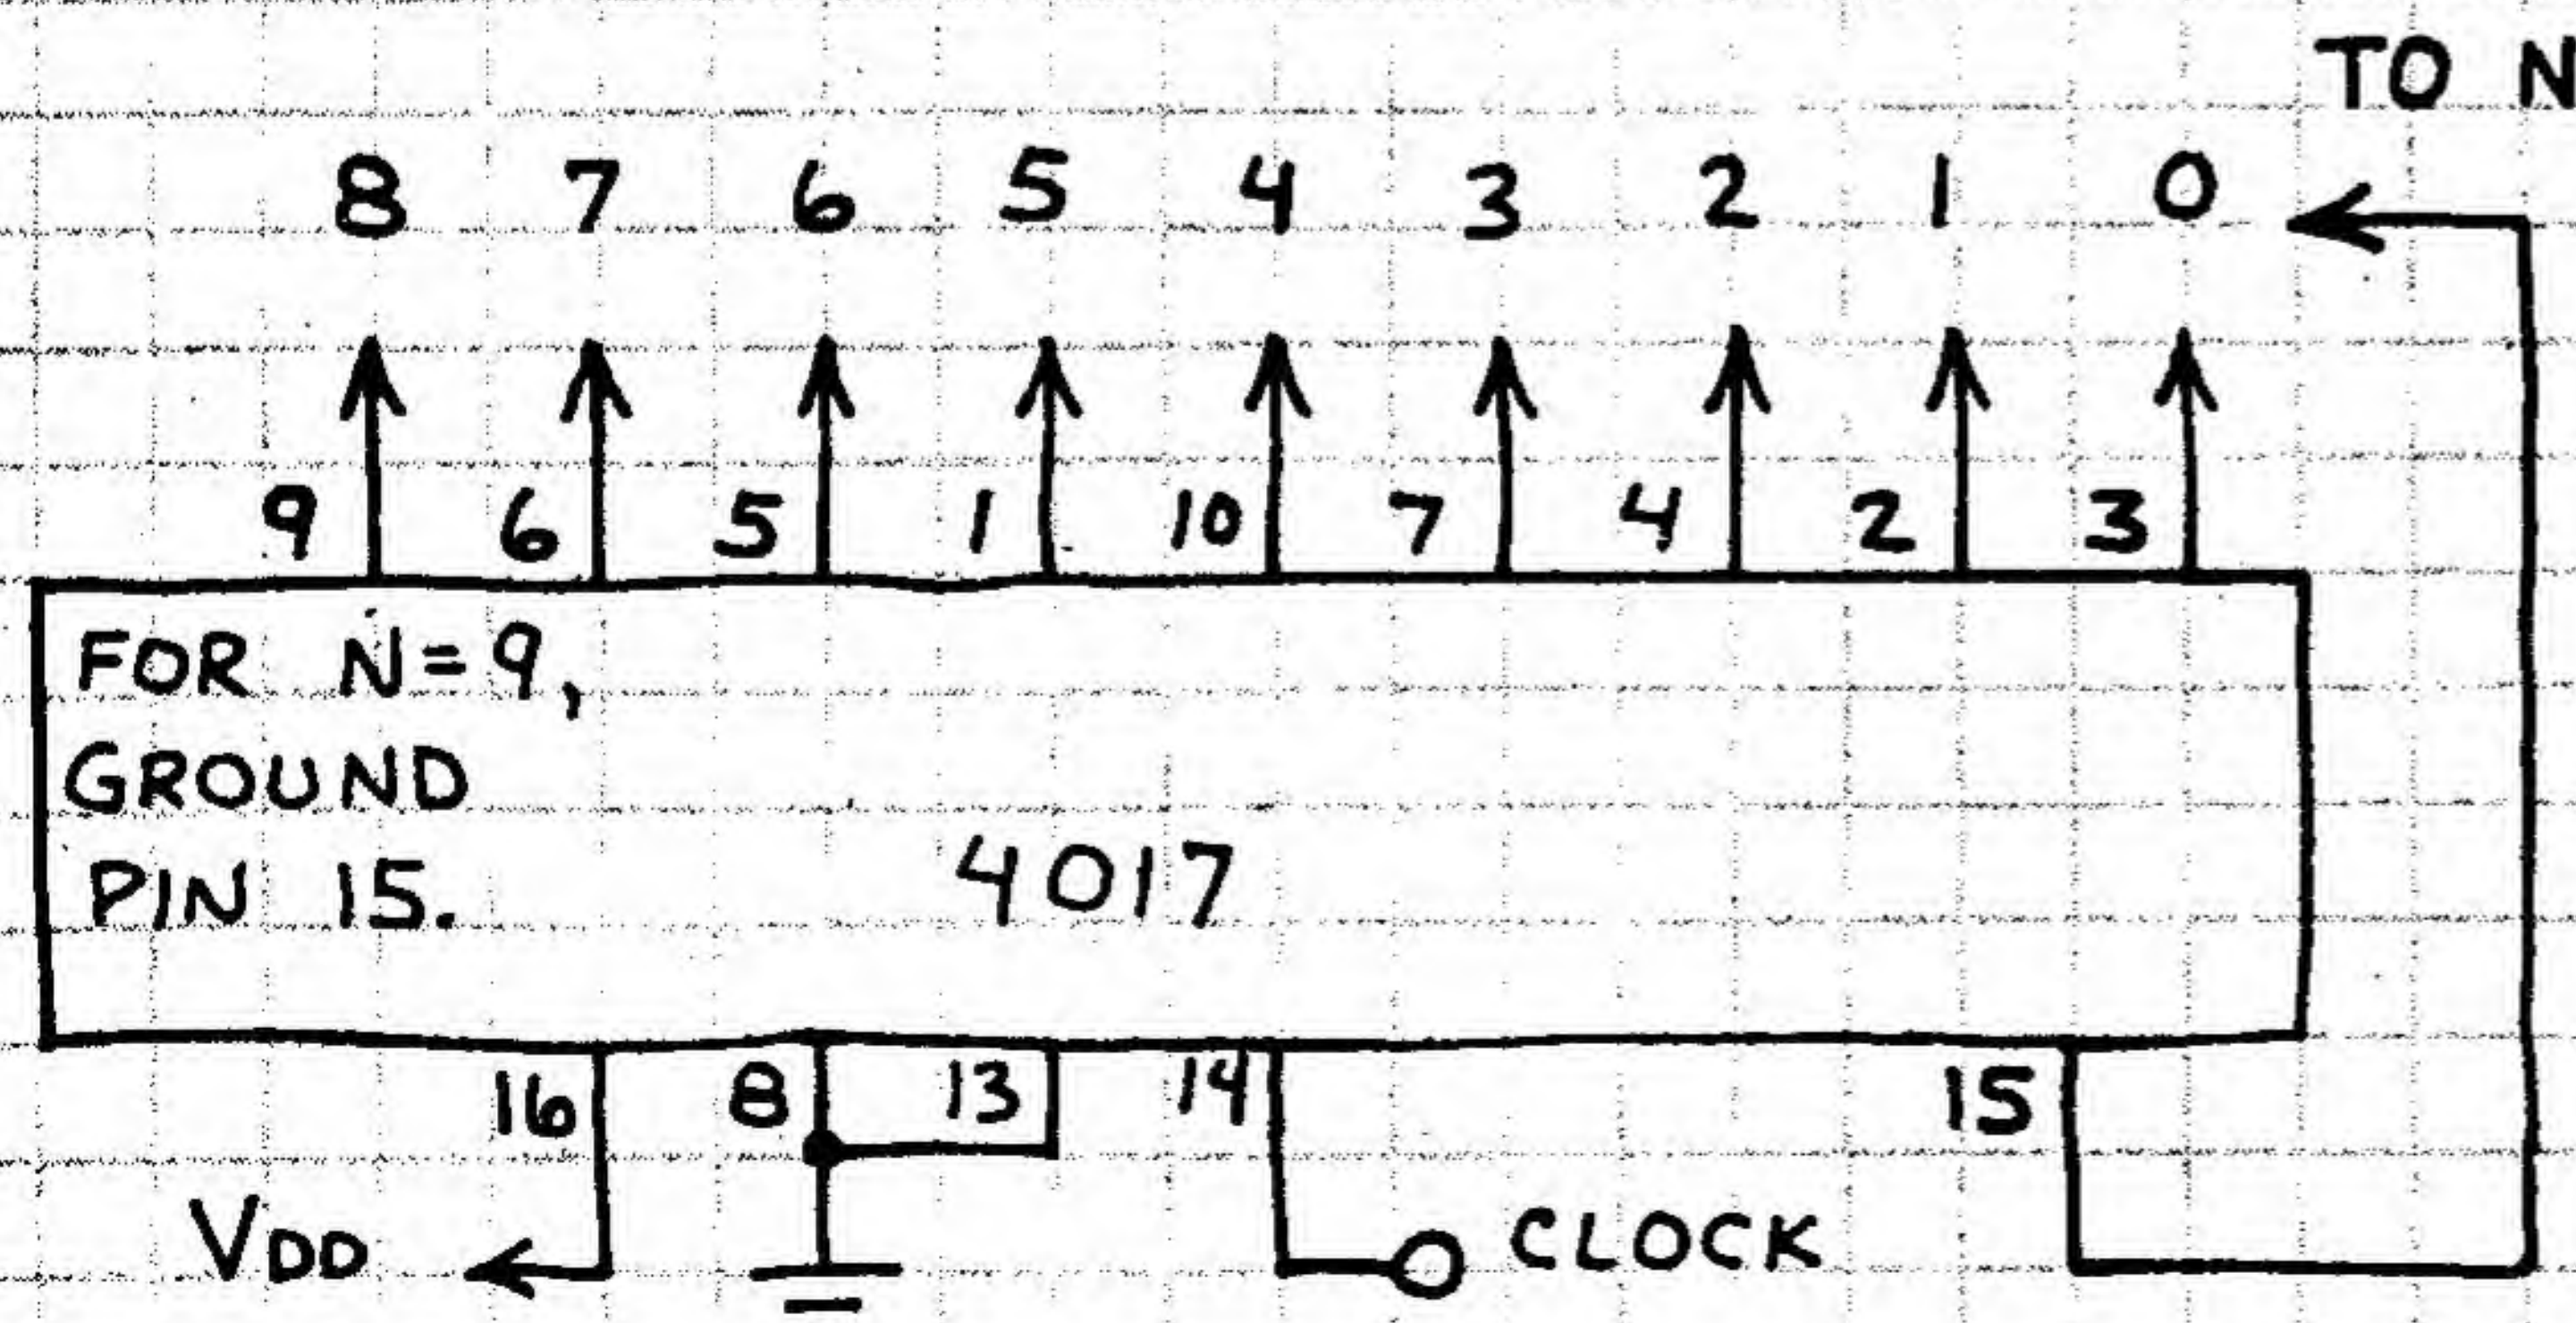 TO N
8 7 6 5 4 3 2 1 0
9 6 5 1 10 7 4 2 3
FOR N=9,
GROUND
PIN 15.
4017
16 8 13 14 15
VDD
CLOCK